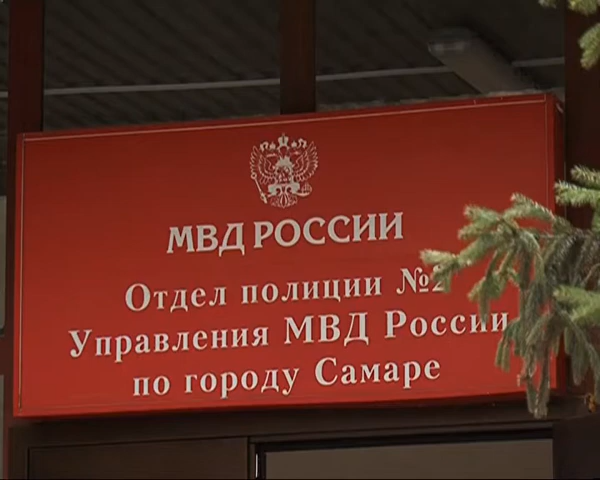 МВД РОССИИ
Отдел полиции №2
Управления МВД России
по городу Самаре